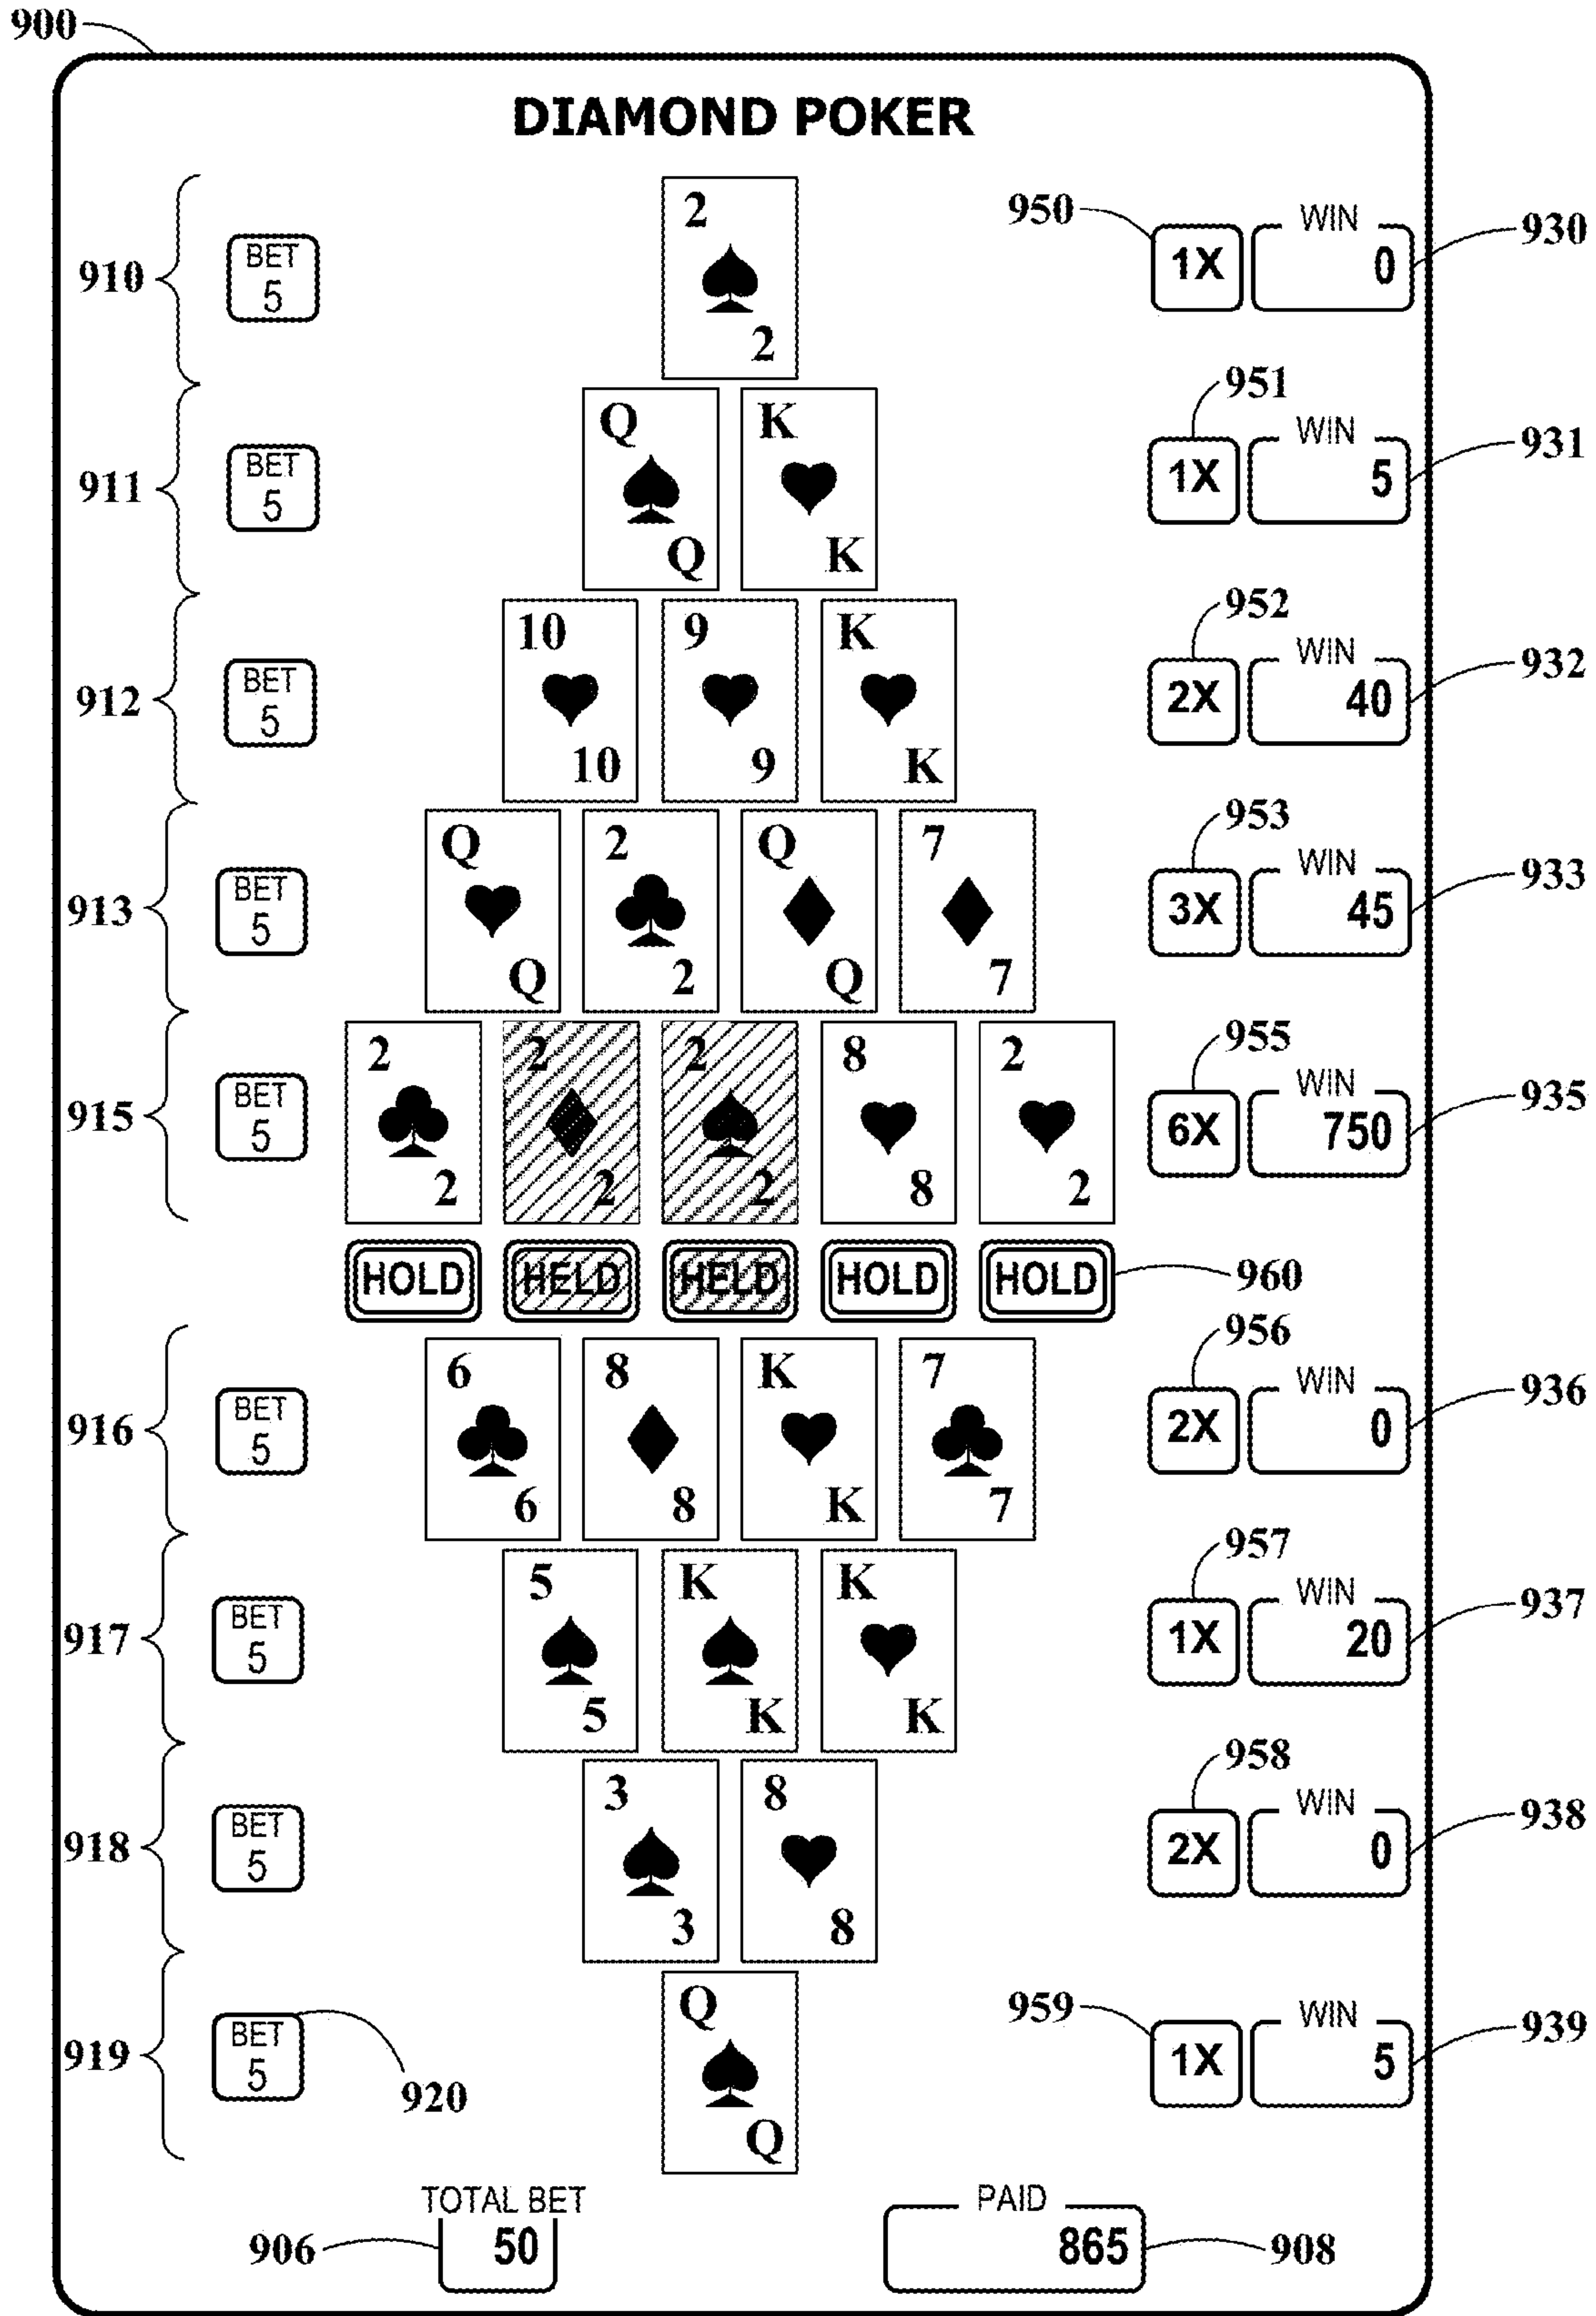 900
DIAMOND POKER
2
950
WIN
930
910
BET
1X
0
5
2
951
Q
K
WIN
931
911
BET
1X
5
5
Q
K
952
10
9
K
WIN
932
912
BET
2X
40
5
10
9
K
953
Q
2
Q
7
WIN
933
913
BET
3X
45
5
Q
2
Q
7
955
2
2
2
8
2
WIN
935
915
BET
6X
750
5
2
2
2
8
2
HOLD
HELD
HELD
HOLD
HOLD
960
956
6
8
K
7
WIN
936
916
BET
2X
0
5
6
8
K
7
957
5
K
K
WIN
937
917
BET
1X
20
5
5
K
K
958
3
8
WIN
938
918
BET
2X
0
5
3
8
Q
959
WIN
939
919
BET
1X
5
5
920
Q
TOTAL BET
PAID
906
50
865
908